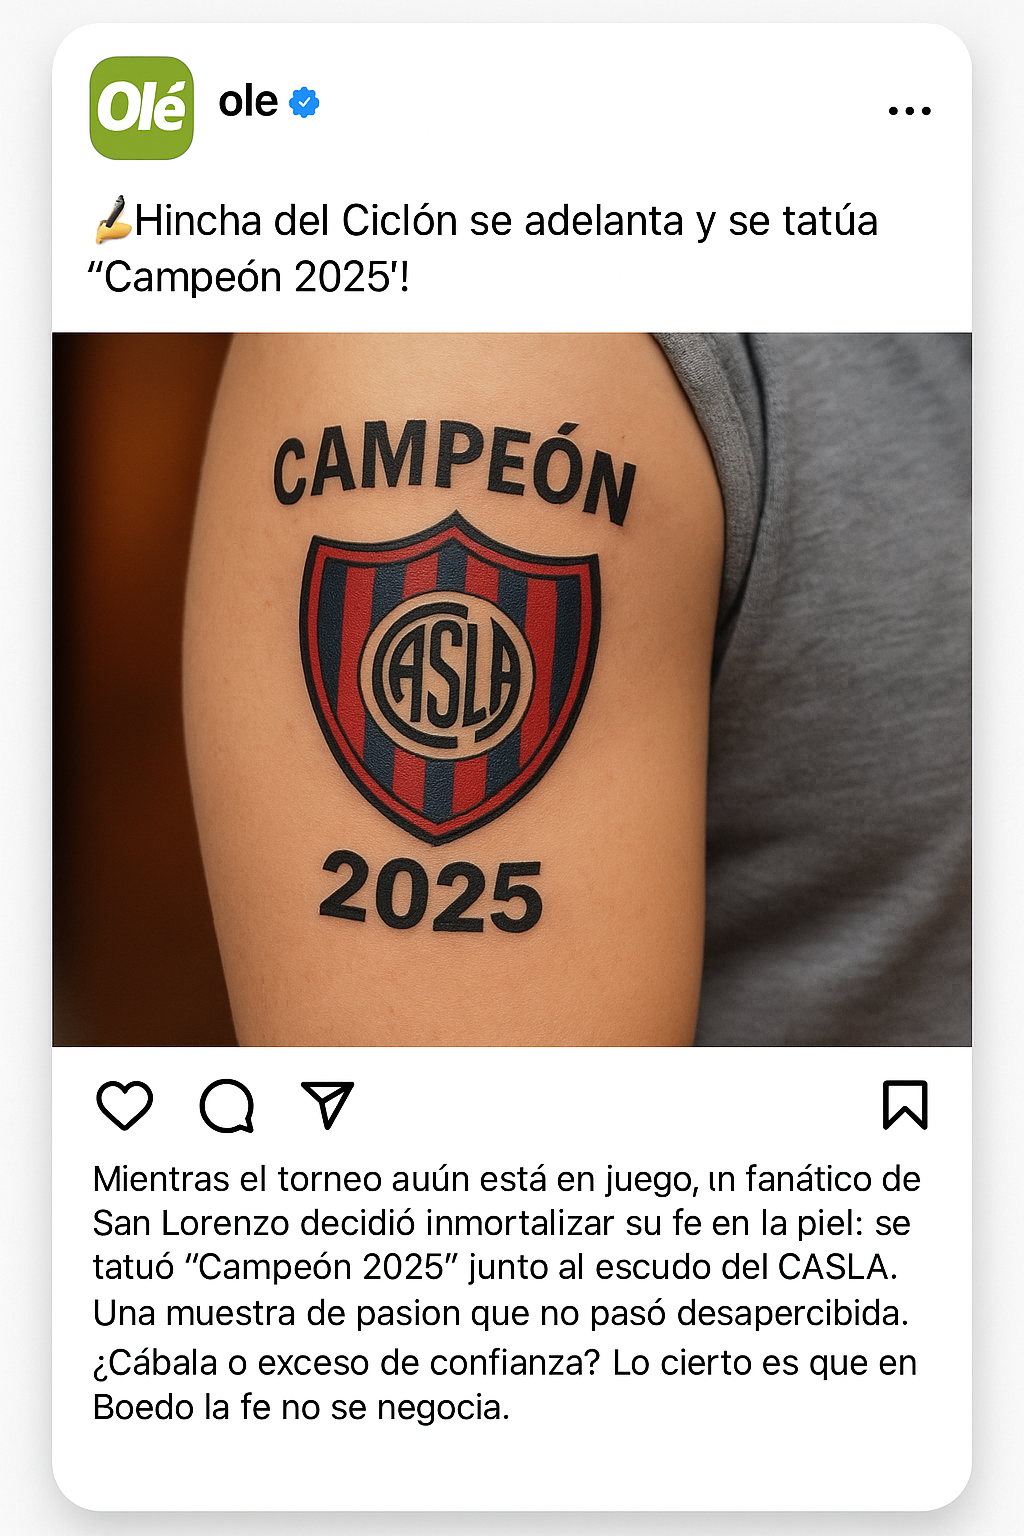 Olé
ole
Hincha del Ciclón se adelanta y se tatúa
“Campeón 2025'!
CAMPEÓN
CASLA
2025
Mientras el torneo auún está en juego, ın fanático de
San Lorenzo decidió inmortalizar su fe en la piel: se
tatuó “Campeón 2025” junto al escudo del CASLA.
Una muestra de pasion que no pasó desapercibida.
¿Cábala o exceso de confianza? Lo cierto es que en
Boedo la fe no se negocia.